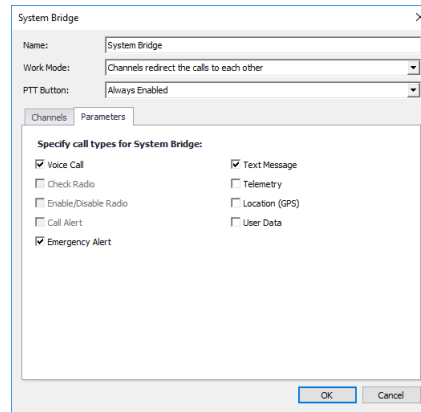 System Bridge
Name: System Bridge
Work Mode: Channels redirect the calls to each other
PTT Button: Always Enabled
Channels Parameters
Specify call types for System Bridge:
Voice Call Text Message
Check Radio Telemetry
Enable/Disable Radio Location (GPS)
Call Alert User Data
Emergency Alert
OK Cancel